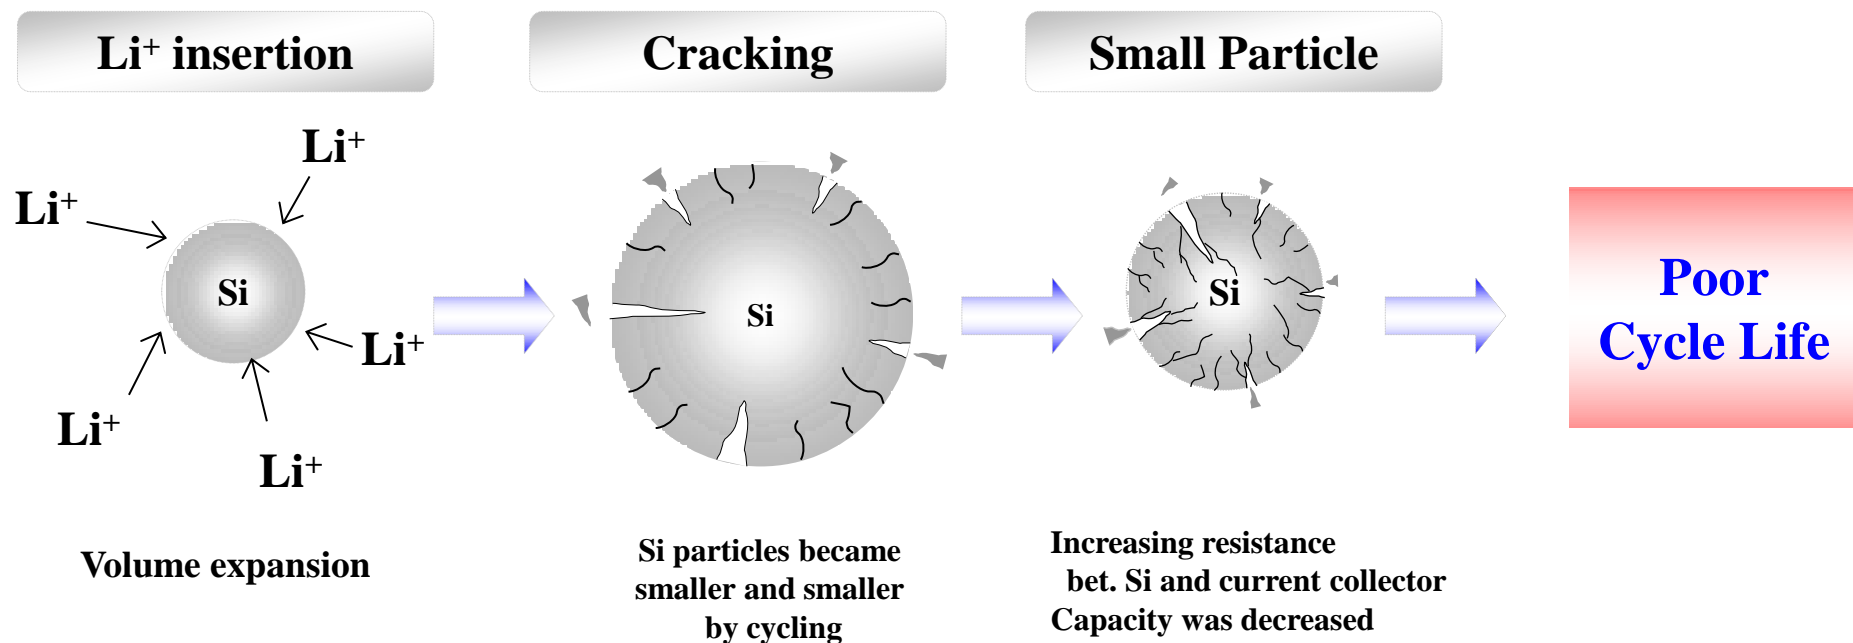 Li⁺ insertion
Cracking
Small Particle
Li⁺
Li⁺
Si
Li⁺
Li⁺
Li⁺
Si
Si
Poor
Cycle Life
Volume expansion
Si particles became
smaller and smaller
by cycling
Increasing resistance
bet. Si and current collector
Capacity was decreased